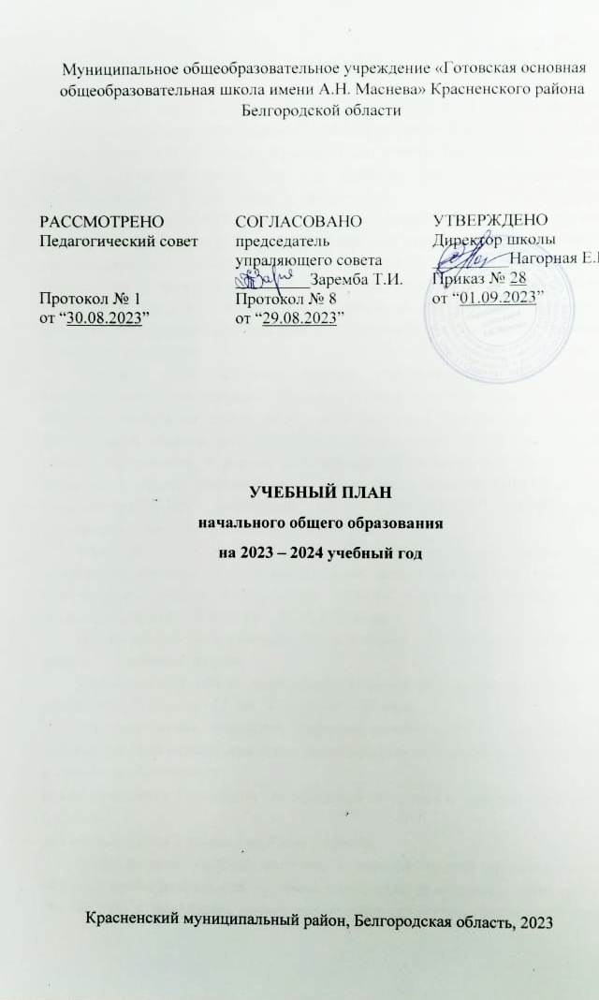 Муниципальное общеобразовательное учреждение «Готовская основная
общеобразовательная школа имени А.Н. Маснева» Красненского района
Белгородской области
РАССМОТРЕНО
Педагогический совет
Протокол № 1
от “30.08.2023”
СОГЛАСОВАНО
председатель
упраляющего совета
Заремба Т.И.
Протокол № 8
от “29.08.2023”
УТВЕРЖДЕНО
Директор школы
Нагорная Е.
Приказ № 28
от “01.09.2023”
УЧЕБНЫЙ ПЛАН
начального общего образования
на 2023 – 2024 учебный год
Красненский муниципальный район, Белгородская область, 2023